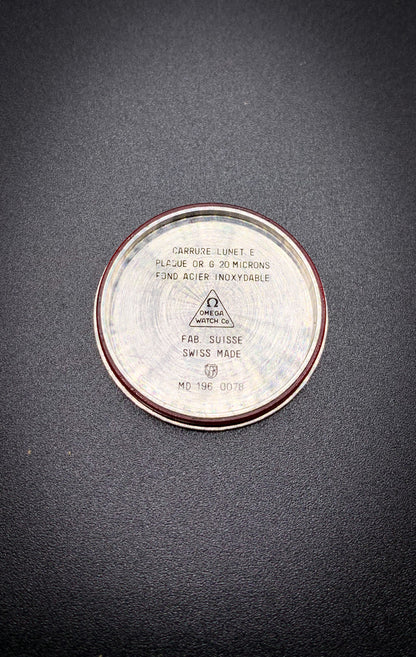 CARRURE LUNETTE
PLAQUE OR G 20 MICRONS
FOND ACIER INOXYDABLE
Ω
OMEGA
WATCH Co
FAB. SUISSE
SWISS MADE
MD 196 0078